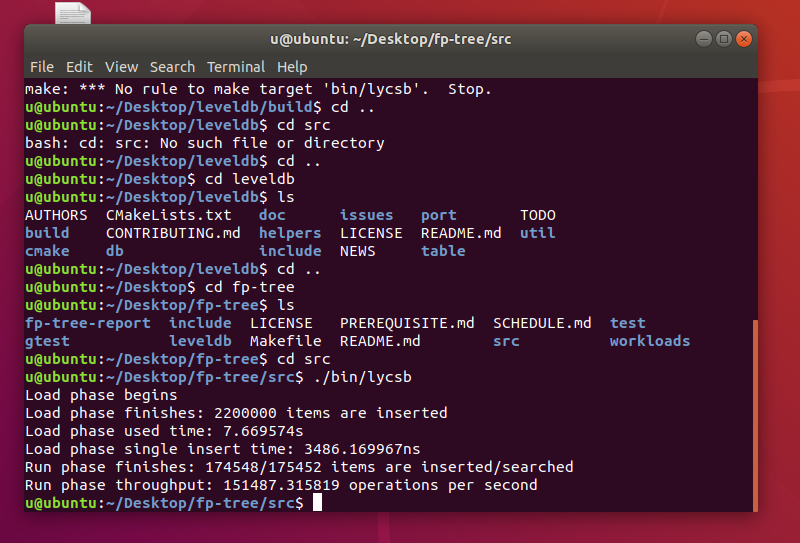 u@ubuntu: ~/Desktop/fp-tree/src
File Edit View Search Terminal Help
make: *** No rule to make target 'bin/lycsb'.  Stop.
u@ubuntu:~/Desktop/leveldb/build$ cd ..
u@ubuntu:~/Desktop/leveldb$ cd src
bash: cd: src: No such file or directory
u@ubuntu:~/Desktop/leveldb$ cd ..
u@ubuntu:~/Desktop$ cd leveldb
u@ubuntu:~/Desktop/leveldb$ ls
AUTHORS  CMakeLists.txt   doc      issues   port       TODO
build    CONTRIBUTING.md  helpers  LICENSE  README.md  util
cmake    db               include  NEWS     table
u@ubuntu:~/Desktop/leveldb$ cd ..
u@ubuntu:~/Desktop$ cd fp-tree
u@ubuntu:~/Desktop/fp-tree$ ls
fp-tree-report  include  LICENSE   PREREQUISITE.md  SCHEDULE.md  test
gtest           leveldb  Makefile  README.md        src          workloads
u@ubuntu:~/Desktop/fp-tree$ cd src
u@ubuntu:~/Desktop/fp-tree/src$ ./bin/lycsb
Load phase begins
Load phase finishes: 2200000 items are inserted
Load phase used time: 7.669574s
Load phase single insert time: 3486.169967ns
Run phase finishes: 174548/175452 items are inserted/searched
Run phase throughput: 151487.315819 operations per second
u@ubuntu:~/Desktop/fp-tree/src$